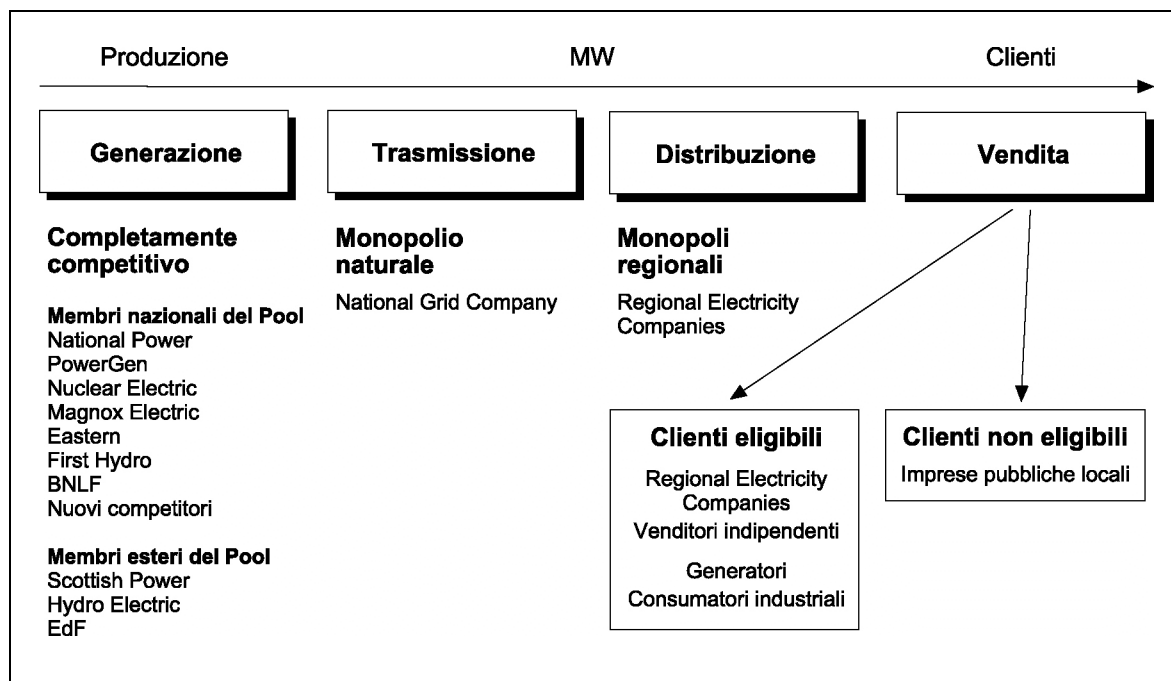 Produzione
MW
Clienti
Generazione
Trasmissione
Distribuzione
Vendita
Completamente
competitivo
Membri nazionali del Pool
National Power
PowerGen
Nuclear Electric
Magnox Electric
Eastern
First Hydro
BNLF
Nuovi competitori
Membri esteri del Pool
Scottish Power
Hydro Electric
EdF
Monopolio
naturale
National Grid Company
Monopoli
regionali
Regional Electricity
Companies
Clienti eligibili
Regional Electricity
Companies
Venditori indipendenti
Generatori
Consumatori industriali
Clienti non eligibili
Imprese pubbliche locali